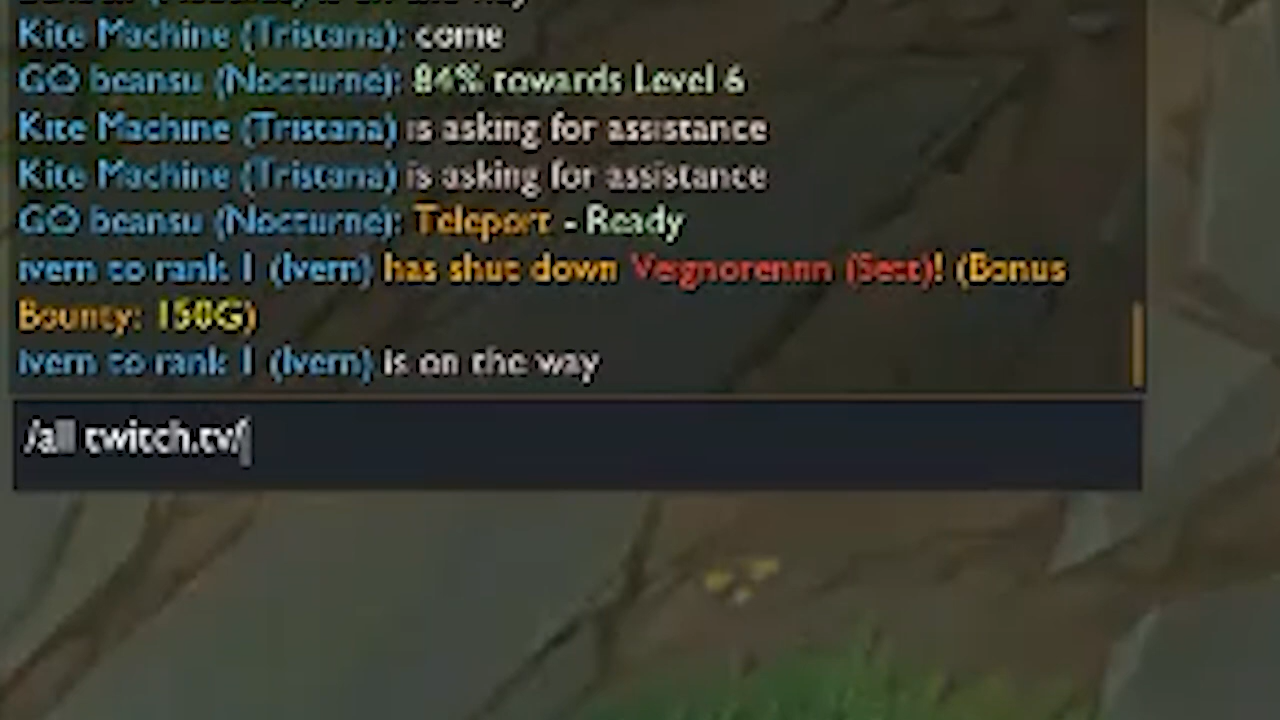 Kite Machine (Tristana): come
GO beansu (Nocturne): 84% towards Level 6
Kite Machine (Tristana) is asking for assistance
Kite Machine (Tristana) is asking for assistance
GO beansu (Nocturne): Teleport - Ready
ivern to rank 1 (Ivern) has shut down Veignorennn (Sett)! (Bonus
Bounty: 150G)
ivern to rank 1 (Ivern) is on the way
/all twitch.tv/